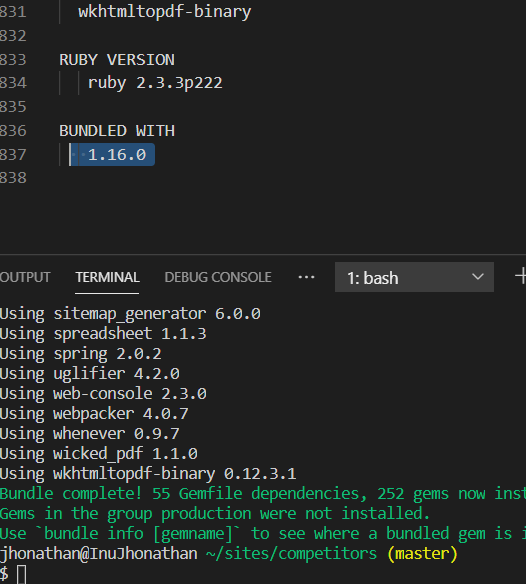 831 wkhtmltopdf-binary
832
833 RUBY VERSION
834 ruby 2.3.3p222
835
836 BUNDLED WITH
837 1.16.0
838
OUTPUT TERMINAL DEBUG CONSOLE ··· 1: bash +
Using sitemap_generator 6.0.0
Using spreadsheet 1.1.3
Using spring 2.0.2
Using uglifier 4.2.0
Using web-console 2.3.0
Using webpacker 4.0.7
Using whenever 0.9.7
Using wicked_pdf 1.1.0
Using wkhtmltopdf-binary 0.12.3.1
Bundle complete! 55 Gemfile dependencies, 252 gems now inst
Gems in the group production were not installed.
Use `bundle info [gemname]` to see where a bundled gem is i
jhonathan@InuJhonathan ~/sites/competitors (master)
$